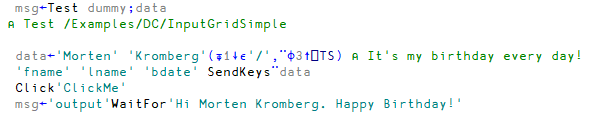 msg←Test dummy;data
⍝ Test /Examples/DC/InputGridSimple

data←'Morten' 'Kromberg'(⍕1↓∊'/',¨⌽3↑⎕TS) ⍝ It's my birthday every day!
'fname' 'lname' 'bdate' SendKeys¨data
Click'ClickMe'
msg←'output'WaitFor'Hi Morten Kromberg. Happy Birthday!'